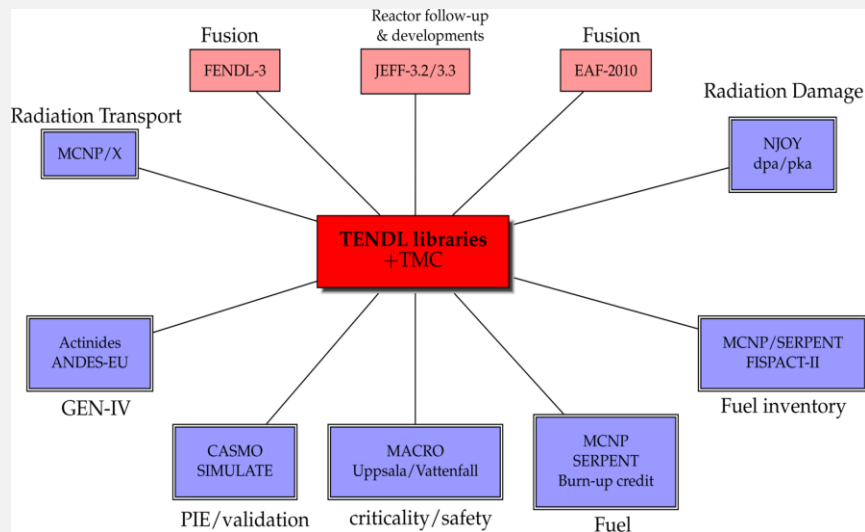 Fusion
FENDL-3
Reactor follow-up
& developments
JEFF-3.2/3.3
Fusion
EAF-2010
Radiation Transport
MCNP/X
Radiation Damage
NJOY
dpa/pka
TENDL libraries
+TMC
Actinides
ANDES-EU
GEN-IV
MCNP/SERPENT
FISPACT-II
Fuel inventory
CASMO
SIMULATE
PIE/validation
MACRO
Uppsala/Vattenfall
criticality/safety
MCNP
SERPENT
Burn-up credit
Fuel